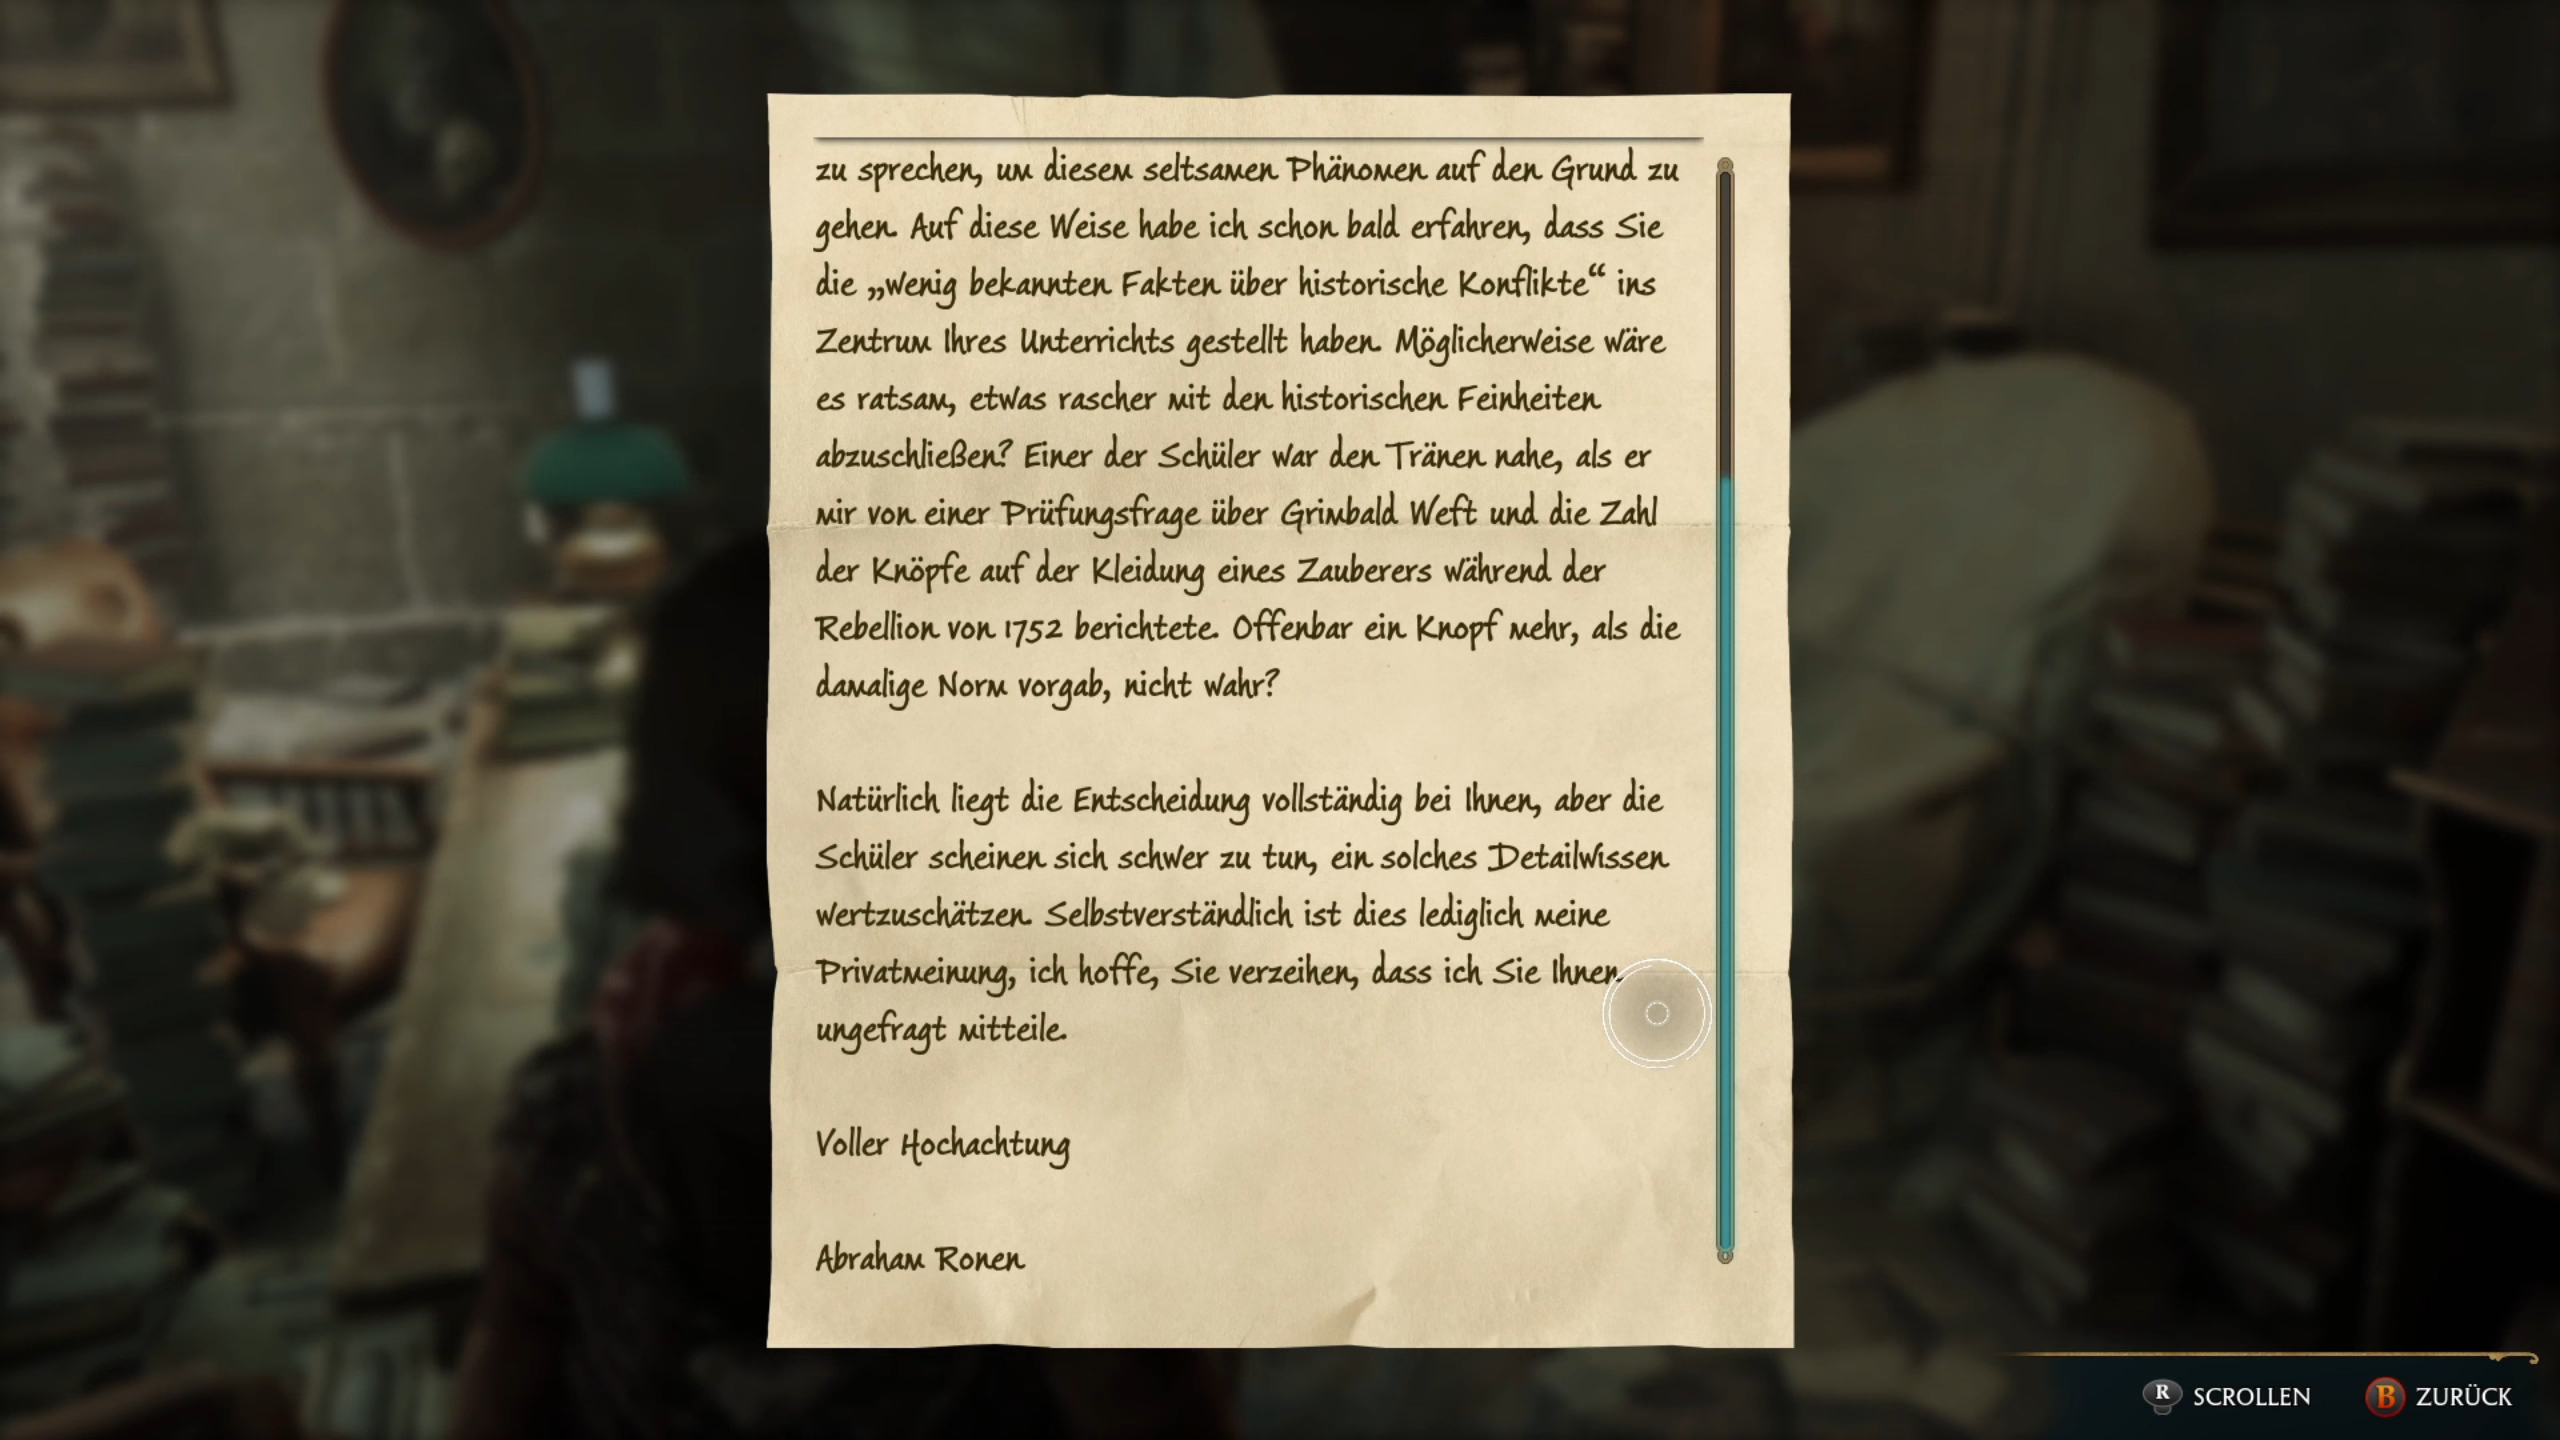 zu sprechen, um diesem seltsamen Phänomen auf den Grund zu
gehen. Auf diese Weise habe ich schon bald erfahren, dass Sie
die „wenig bekannten Fakten über historische Konflikte“ ins
Zentrum Ihres Unterrichts gestellt haben. Möglicherweise wäre
es ratsam, etwas rascher mit den historischen Feinheiten
abzuschließen? Einer der Schüler war den Tränen nahe, als er
mir von einer Prüfungsfrage über Grimbald Weft und die Zahl
der Knöpfe auf der Kleidung eines Zauberers während der
Rebellion von 1752 berichtete. Offenbar ein Knopf mehr, als die
damalige Norm vorgab, nicht wahr?
Natürlich liegt die Entscheidung vollständig bei Ihnen, aber die
Schüler scheinen sich schwer zu tun, ein solches Detailwissen
wertzuschätzen. Selbstverständlich ist dies lediglich meine
Privatmeinung, ich hoffe, Sie verzeihen, dass ich Sie Ihnen
ungefragt mitteile.
Voller Hochachtung
Abraham Ronen
R SCROLLEN B ZURÜCK